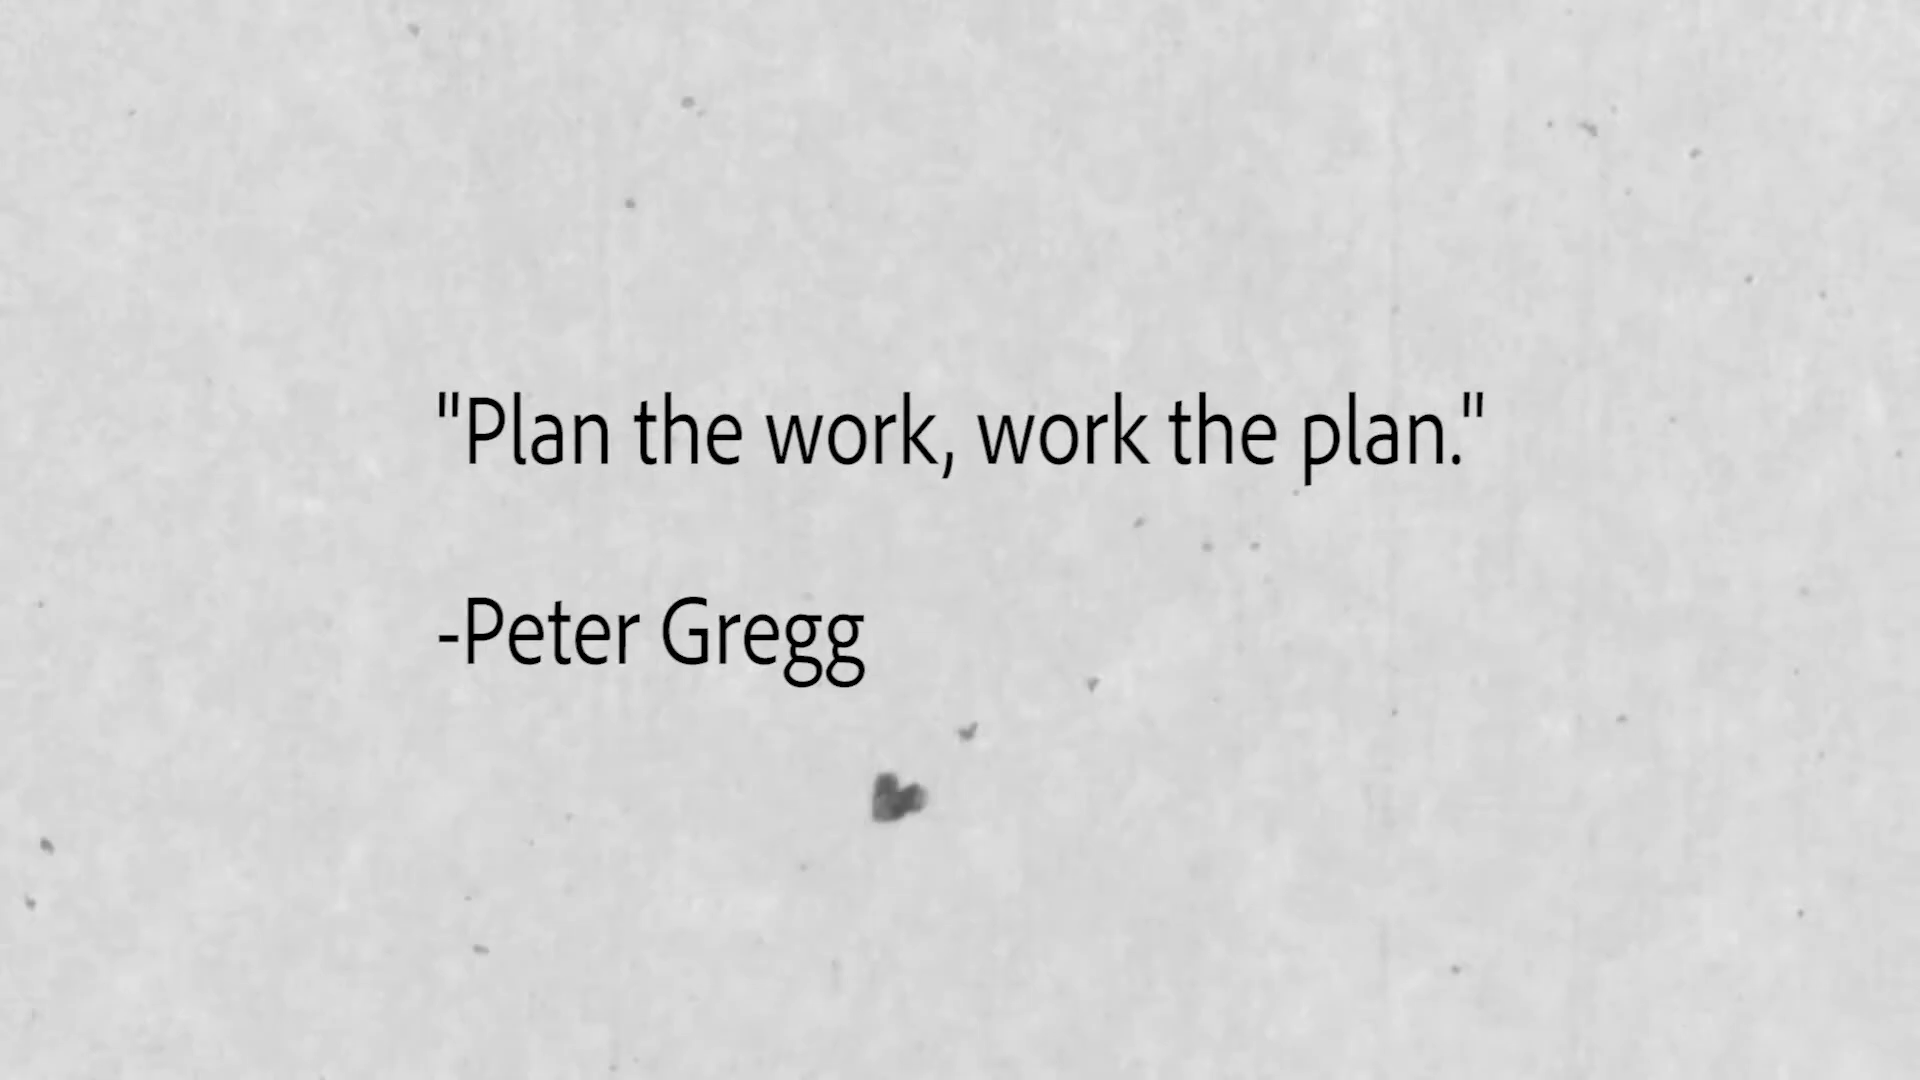 "Plan the work, work the plan."
-Peter Gregg